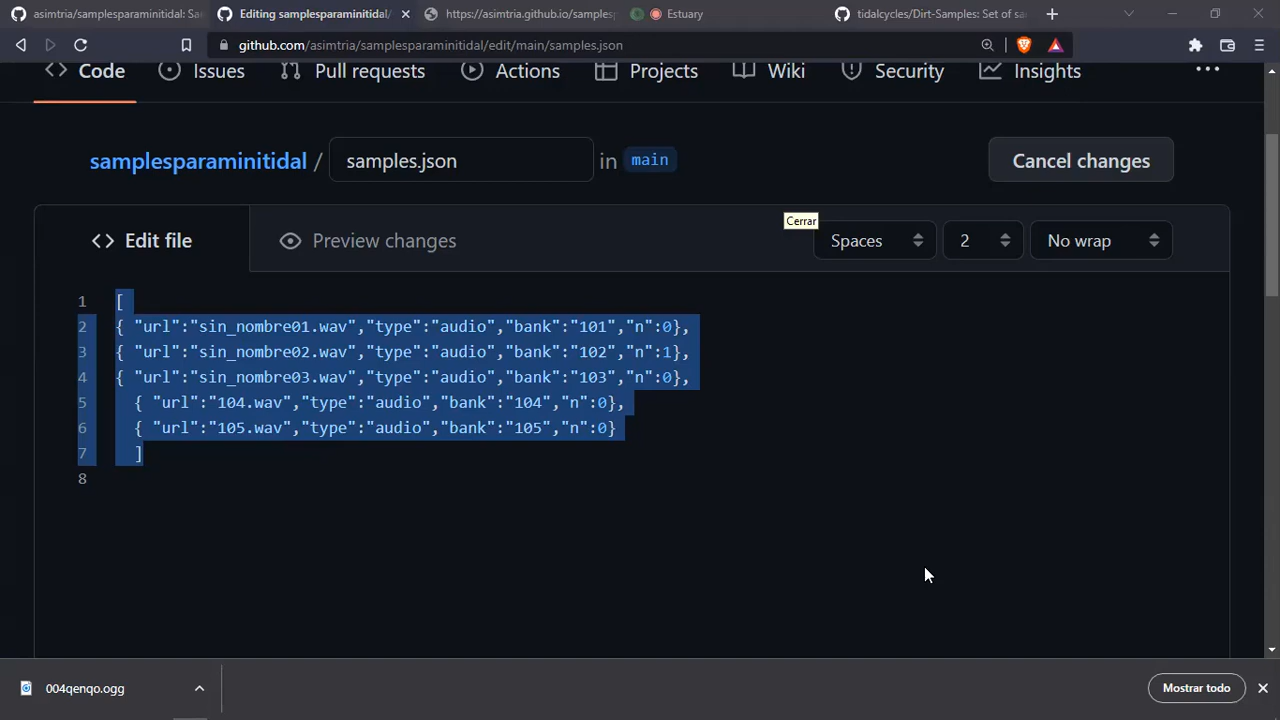 asimtria/samplesparaminitidal: Sa
Editing samplesparaminitidal/
https://asimtria.github.io/samples
Estuary
tidalcycles/Dirt-Samples: Set of sa
github.com/asimtria/samplesparaminitidal/edit/main/samples.json
Code
Issues
Pull requests
Actions
Projects
Wiki
Security
Insights
samplesparaminitidal / samples.json in main
Cancel changes
Cerrar
<> Edit file
Preview changes
Spaces
2
No wrap
1 [
2 { "url":"sin_nombre01.wav","type":"audio","bank":"101","n":0},
3 { "url":"sin_nombre02.wav","type":"audio","bank":"102","n":1},
4 { "url":"sin_nombre03.wav","type":"audio","bank":"103","n":0},
5 { "url":"104.wav","type":"audio","bank":"104","n":0},
6 { "url":"105.wav","type":"audio","bank":"105","n":0}
7 ]
8
004qenqo.ogg
Mostrar todo